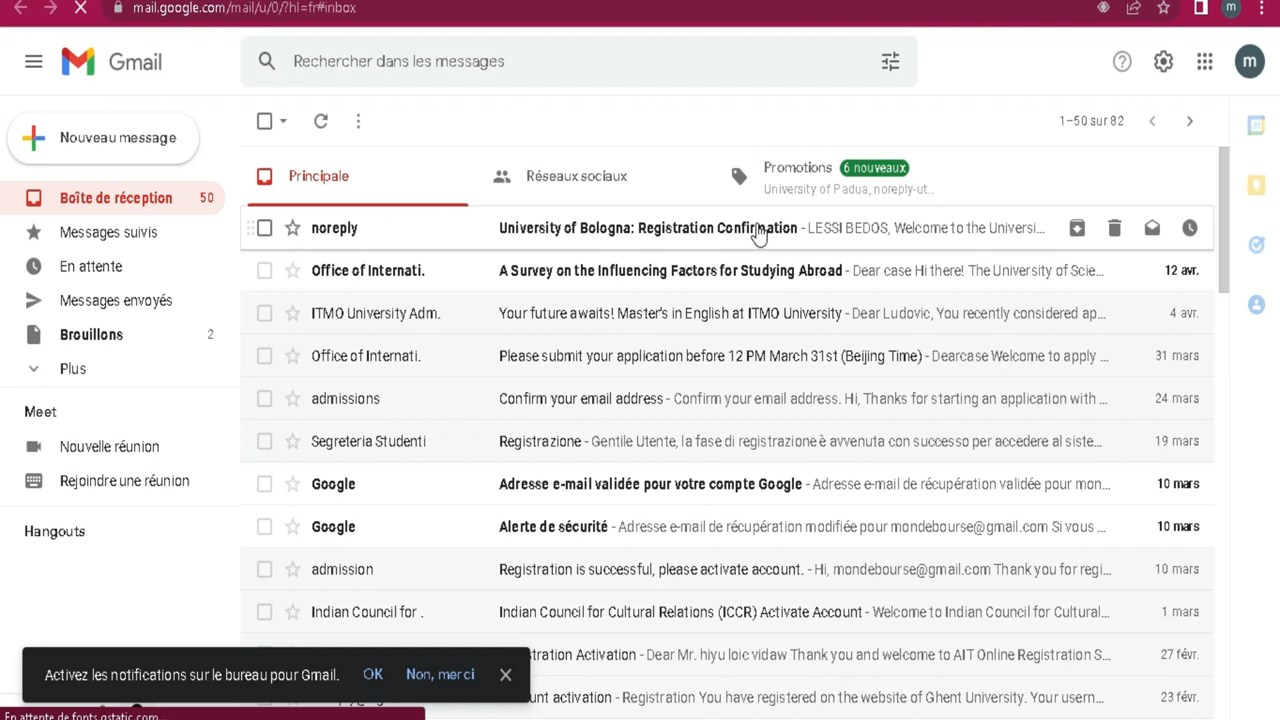 mail.google.com/mail/u/0/?hl=fr#inbox
m
Gmail
Rechercher dans les messages
m
Nouveau message
1–50 sur 82
Boîte de réception 50
Messages suivis
En attente
Messages envoyés
Brouillons 2
Plus
Meet
Nouvelle réunion
Rejoindre une réunion
Hangouts
Principale
Réseaux sociaux
Promotions 6 nouveaux
University of Padua, noreply-ut...
noreply University of Bologna: Registration Confirmation - LESSI BEDOS, Welcome to the Universi...
Office of Internati. A Survey on the Influencing Factors for Studying Abroad - Dear case Hi there! The University of Scie... 12 avr.
ITMO University Adm. Your future awaits! Master's in English at ITMO University - Dear Ludovic, You recently considered ap... 4 avr.
Office of Internati. Please submit your application before 12 PM March 31st (Beijing Time) - Dearcase Welcome to apply ... 31 mars
admissions Confirm your email address - Confirm your email address. Hi, Thanks for starting an application with ... 24 mars
Segreteria Studenti Registrazione - Gentile Utente, la fase di registrazione è avvenuta con successo per accedere al siste... 19 mars
Google Adresse e-mail validée pour votre compte Google - Adresse e-mail de récupération validée pour mon... 10 mars
Google Alerte de sécurité - Adresse e-mail de récupération modifiée pour mondebourse@gmail.com Si vous ... 10 mars
admission Registration is successful, please activate account. - Hi, mondebourse@gmail.com Thank you for regi... 10 mars
Indian Council for . Indian Council for Cultural Relations (ICCR) Activate Account - Welcome to Indian Council for Cultural... 1 mars
tration Activation - Dear Mr. hiyu loic vidaw Thank you and welcome to AIT Online Registration S... 27 févr.
unt activation - Registration You have registered on the website of Ghent University. Your usern... 23 févr.
Activez les notifications sur le bureau pour Gmail. OK Non, merci
En attente de fonts.gstatic.com...